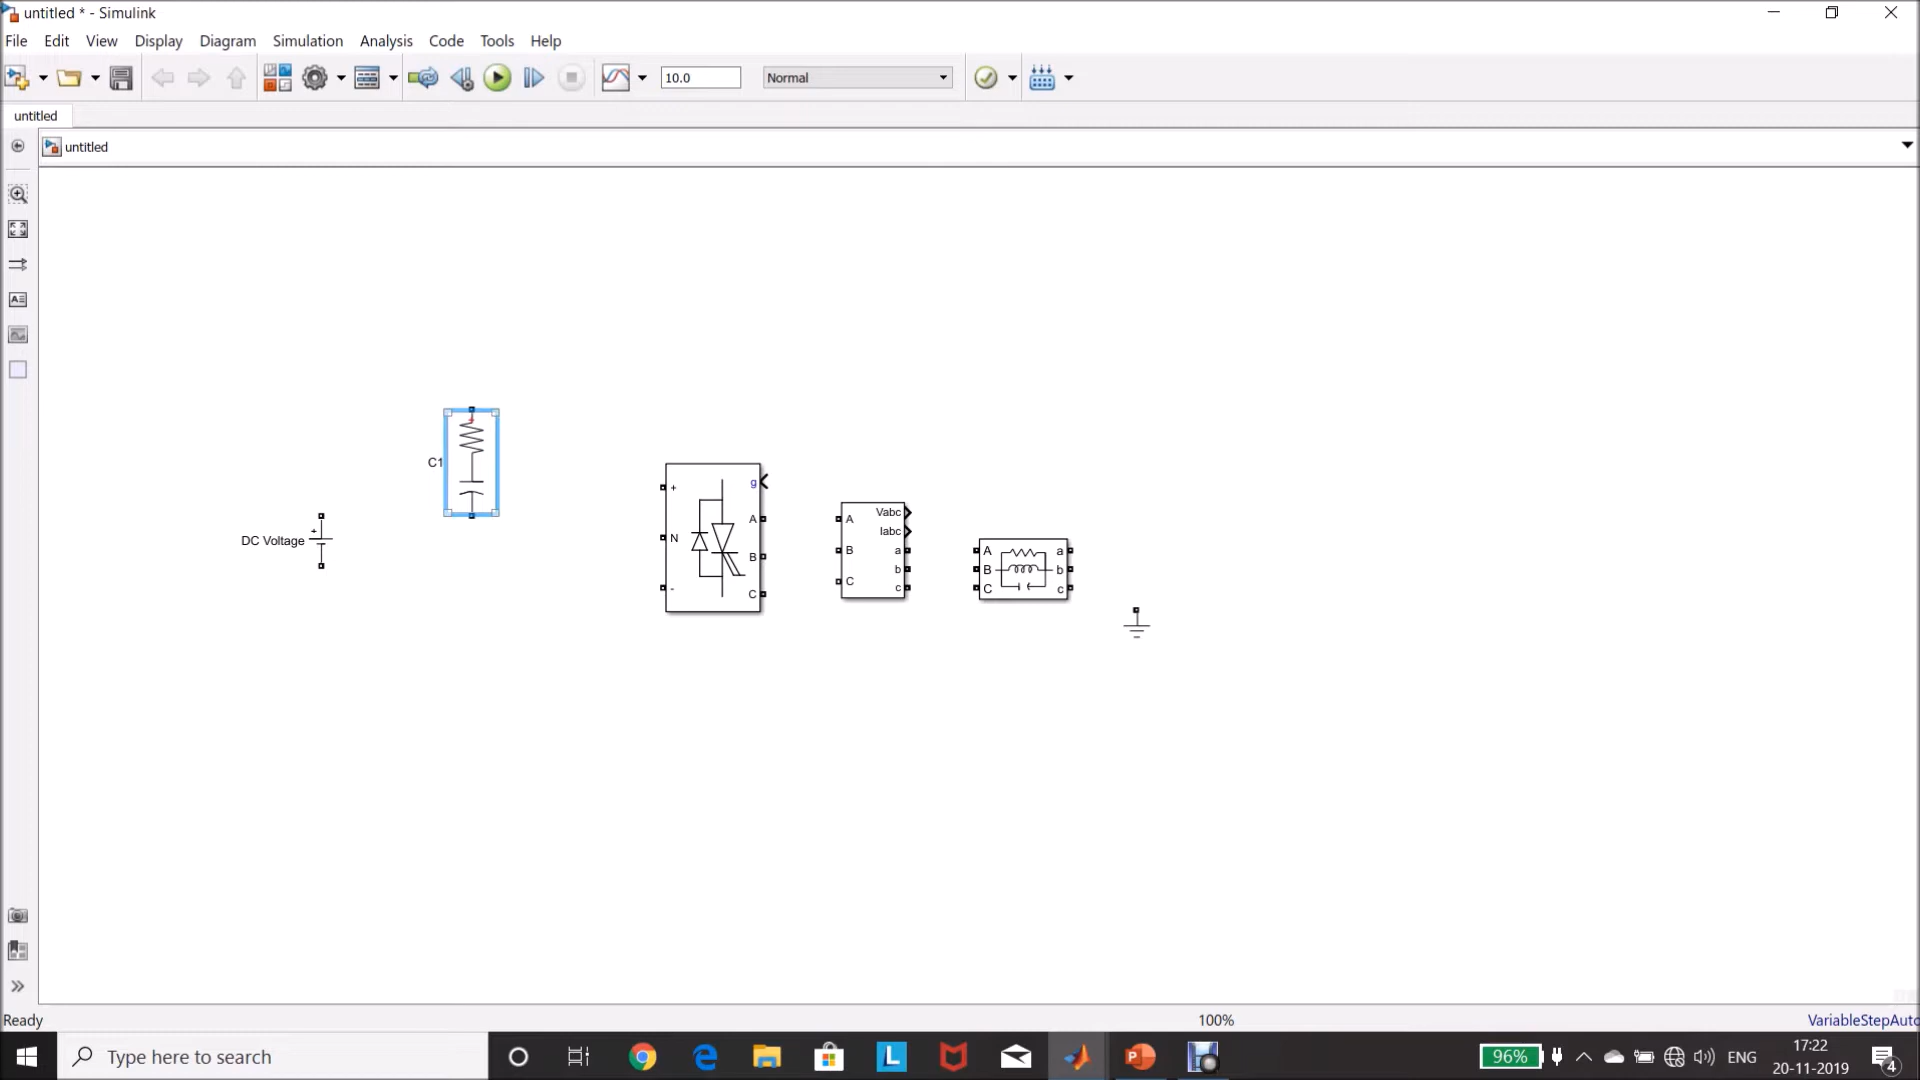 untitled * - Simulink
File Edit View Display Diagram Simulation Analysis Code Tools Help
10.0 Normal
untitled
untitled
C1
DC Voltage
+
+ g
N A
B
- C
A Vabc
Iabc
B a
b
C c
A a
B b
C c
Ready 100% VariableStepAuto
Type here to search
96% ENG 17:22
20-11-2019
4